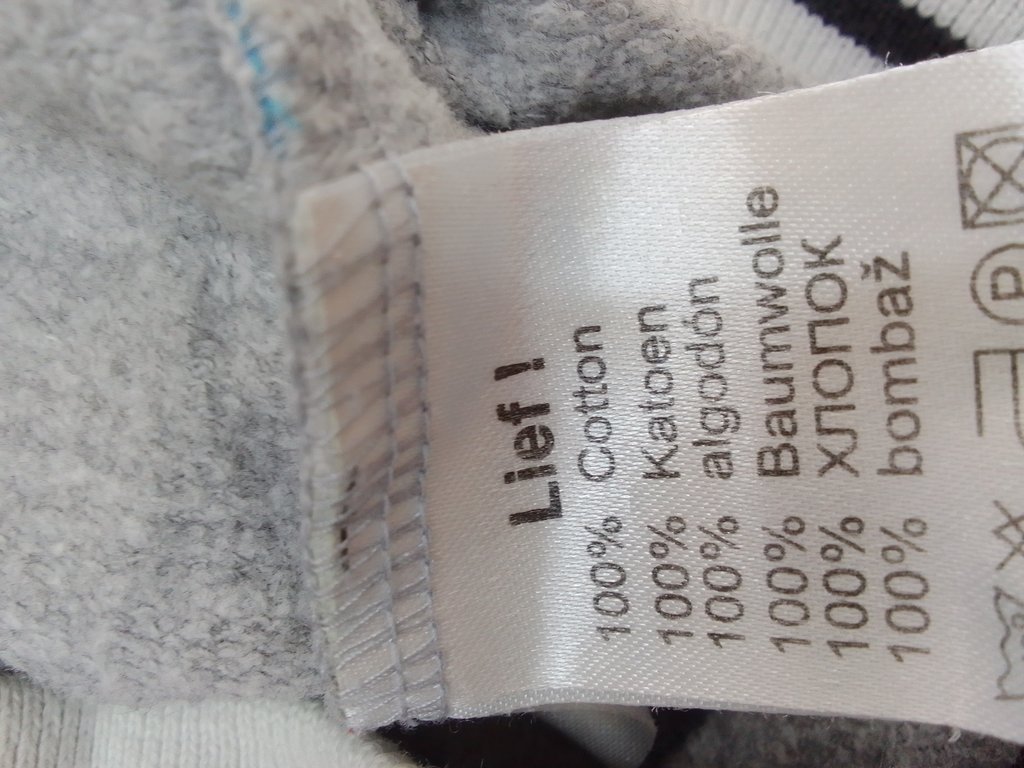 Lief !
100% Cotton
100% Katoen
100% algodón
100% Baumwolle
100% хлопок
100% bombaž
P